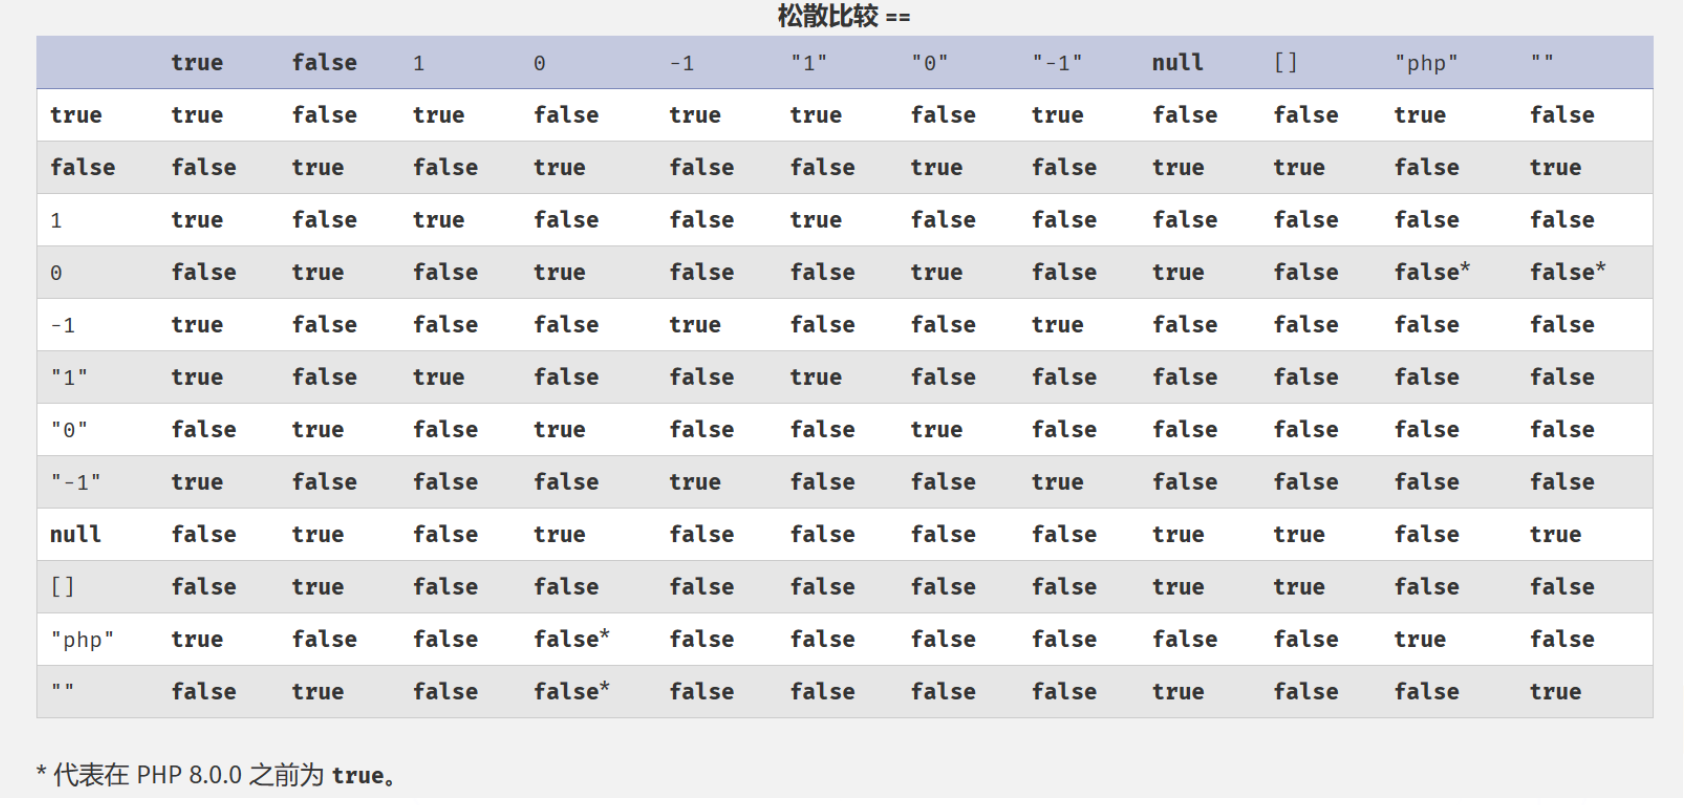 松散比较 ==
true false 1 0 -1 "1" "0" "-1" null [] "php" ""
true true false true false true true false true false false true false
false false true false true false false true false true true false true
1 true false true false false true false false false false false false
0 false true false true false false true false true false false* false*
-1 true false false false true false false true false false false false
"1" true false true false false true false false false false false false
"0" false true false true false false true false false false false false
"-1" true false false false true false false true false false false false
null false true false true false false false false true true false true
[] false true false false false false false false true true false false
"php" true false false false* false false false false false false true false
"" false true false false* false false false false true false false true
* 代表在 PHP 8.0.0 之前为 true。